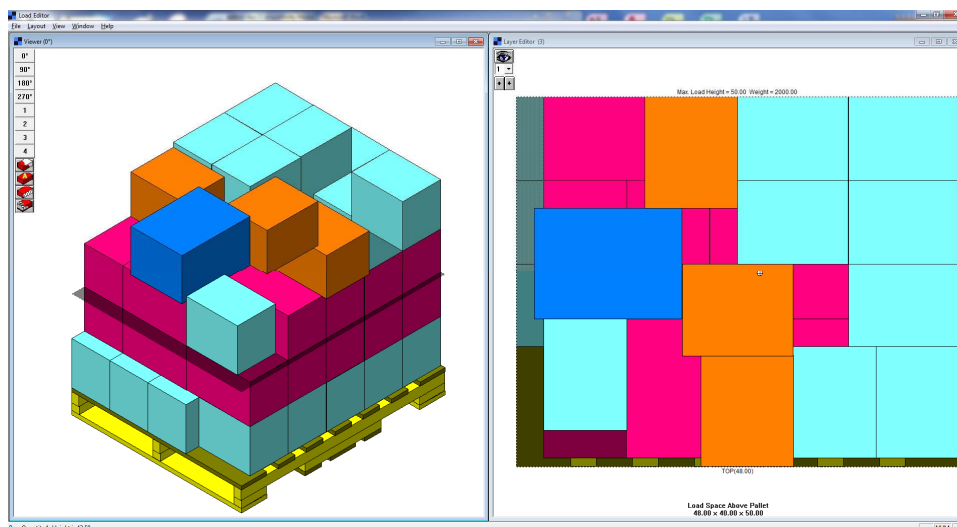 Load Editor
File Layout View Window Help
Viewer (0°)
0°
90°
180°
270°
1
2
3
4
Layer Editor (3)
1
Max. Load Height = 50.00 Weight = 2000.00
TOP(48.00)
Load Space Above Pallet
48.00 x 40.00 x 50.00